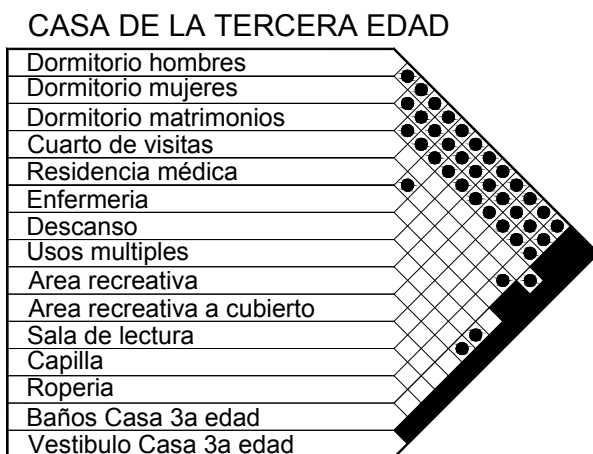 CASA DE LA TERCERA EDAD
Dormitorio hombres
Dormitorio mujeres
Dormitorio matrimonios
Cuarto de visitas
Residencia médica
Enfermeria
Descanso
Usos multiples
Area recreativa
Area recreativa a cubierto
Sala de lectura
Capilla
Roperia
Baños Casa 3a edad
Vestibulo Casa 3a edad